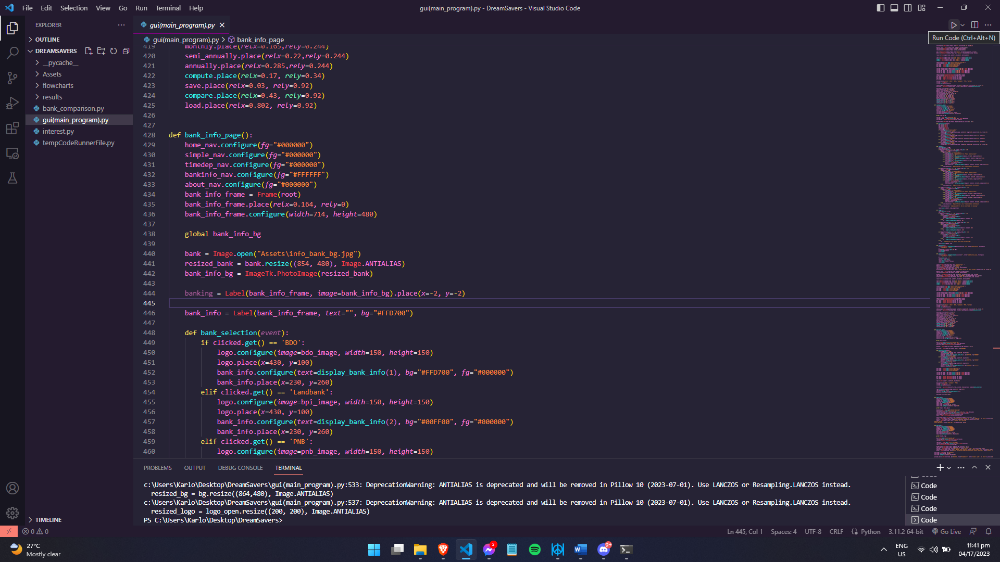 File Edit Selection View Go Run Terminal Help
gui(main_program).py - DreamSavers - Visual Studio Code
EXPLORER
gui(main_program).py
Run Code (Ctrl+Alt+N)
OUTLINE
DREAMSAVERS
__pycache__
Assets
flowcharts
results
bank_comparison.py
gui(main_program).py
interest.py
tempCodeRunnerFile.py
TIMELINE
gui(main_program).py > bank_info_page
419 monthly.place(relx=0.165,rely=0.244)
420 semi_annually.place(relx=0.22,rely=0.244)
421 annually.place(relx=0.285,rely=0.244)
422 compute.place(relx=0.17, rely=0.34)
423 save.place(relx=0.03, rely=0.92)
424 compare.place(relx=0.43, rely=0.92)
425 load.place(relx=0.802, rely=0.92)
426
427
428 def bank_info_page():
429 home_nav.configure(fg="#000000")
430 simple_nav.configure(fg="#000000")
431 timedep_nav.configure(fg="#000000")
432 bankinfo_nav.configure(fg="#FFFFFF")
433 about_nav.configure(fg="#000000")
434 bank_info_frame = Frame(root)
435 bank_info_frame.place(relx=0.164, rely=0)
436 bank_info_frame.configure(width=714, height=480)
437
438 global bank_info_bg
439
440 bank = Image.open("Assets\info_bank_bg.jpg")
441 resized_bank = bank.resize((854, 480), Image.ANTIALIAS)
442 bank_info_bg = ImageTk.PhotoImage(resized_bank)
443
444 banking = Label(bank_info_frame, image=bank_info_bg).place(x=-2, y=-2)
445
446 bank_info = Label(bank_info_frame, text="", bg="#FFD700")
447
448 def bank_selection(event):
449 if clicked.get() == 'BDO':
450 logo.configure(image=bdo_image, width=150, height=150)
451 logo.place(x=430, y=100)
452 bank_info.configure(text=display_bank_info(1), bg="#FFD700", fg="#000000")
453 bank_info.place(x=230, y=260)
454 elif clicked.get() == 'Landbank':
455 logo.configure(image=bpi_image, width=150, height=150)
456 logo.place(x=430, y=100)
457 bank_info.configure(text=display_bank_info(2), bg="#00FF00", fg="#000000")
458 bank_info.place(x=230, y=260)
459 elif clicked.get() == 'PNB':
460 logo.configure(image=pnb_image, width=150, height=150)
PROBLEMS OUTPUT DEBUG CONSOLE TERMINAL
c:\Users\Karlo\Desktop\DreamSavers\gui(main_program).py:533: DeprecationWarning: ANTIALIAS is deprecated and will be removed in Pillow 10 (2023-07-01). Use LANCZOS or Resampling.LANCZOS instead.
resized_bg = bg.resize((864,480), Image.ANTIALIAS)
c:\Users\Karlo\Desktop\DreamSavers\gui(main_program).py:537: DeprecationWarning: ANTIALIAS is deprecated and will be removed in Pillow 10 (2023-07-01). Use LANCZOS or Resampling.LANCZOS instead.
resized_logo = logo_open.resize((200, 200), Image.ANTIALIAS)
PS C:\Users\Karlo\Desktop\DreamSavers>
Code
Code
Code
Code
0 0
Ln 445, Col 1 Spaces: 4 UTF-8 CRLF Python 3.11.2 64-bit Go Live
27°C
Mostly clear
2
9+
ENG
US
11:41 pm
04/17/2023